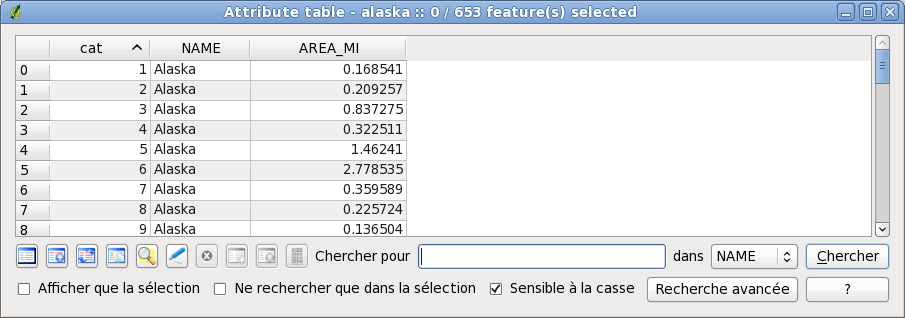 Attribute table - alaska :: 0 / 653 feature(s) selected
cat NAME AREA_MI
0 1 Alaska 0.168541
1 2 Alaska 0.209257
2 3 Alaska 0.837275
3 4 Alaska 0.322511
4 5 Alaska 1.46241
5 6 Alaska 2.778535
6 7 Alaska 0.359589
7 8 Alaska 0.225724
8 9 Alaska 0.136504
Chercher pour dans NAME Chercher
Afficher que la sélection Ne rechercher que dans la sélection Sensible à la casse Recherche avancée ?